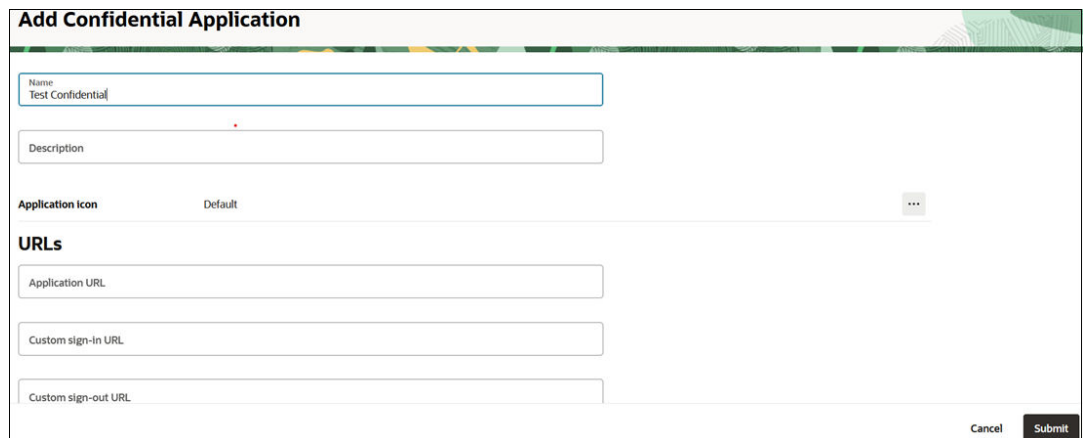 Add Confidential Application
Name
Test Confidential
Description
Application icon Default ...
URLs
Application URL
Custom sign-in URL
Custom sign-out URL
Cancel Submit